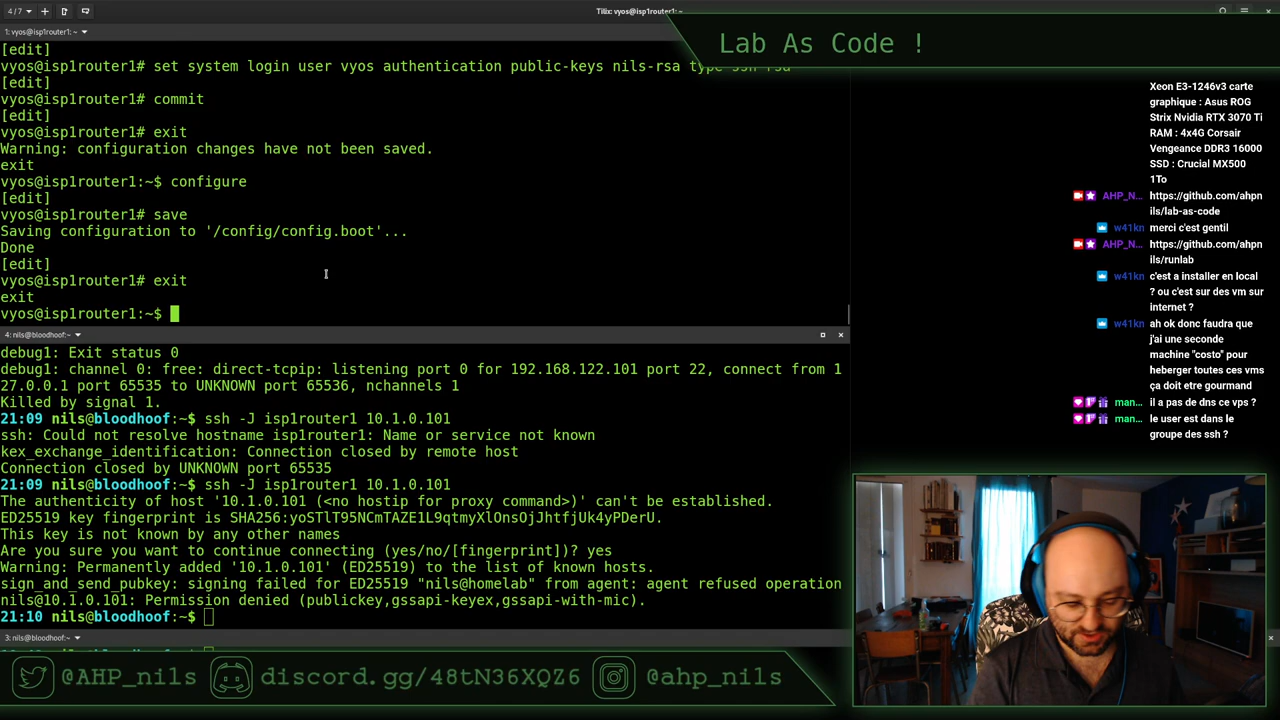 4 / 7
Tilix: vyos@isp1router1: ~
1: vyos@isp1router1: ~
Lab As Code !
[edit]
vyos@isp1router1# set system login user vyos authentication public-keys nils-rsa type ssh-rsa
[edit]
vyos@isp1router1# commit
[edit]
vyos@isp1router1# exit
Warning: configuration changes have not been saved.
exit
vyos@isp1router1:~$ configure
[edit]
vyos@isp1router1# save
Saving configuration to '/config/config.boot'...
Done
[edit]
vyos@isp1router1# exit
exit
vyos@isp1router1:~$
4: nils@bloodhoof:~
debug1: Exit status 0
debug1: channel 0: free: direct-tcpip: listening port 0 for 192.168.122.101 port 22, connect from 1
27.0.0.1 port 65535 to UNKNOWN port 65536, nchannels 1
Killed by signal 1.
21:09 nils@bloodhoof:~$ ssh -J isp1router1 10.1.0.101
ssh: Could not resolve hostname isp1router1: Name or service not known
kex_exchange_identification: Connection closed by remote host
Connection closed by UNKNOWN port 65535
21:09 nils@bloodhoof:~$ ssh -J isp1router1 10.1.0.101
The authenticity of host '10.1.0.101 (<no hostip for proxy command>)' can't be established.
ED25519 key fingerprint is SHA256:yoSTlT95NCmTAZE1L9qtmyXlOnsOjJhtfjUk4yPDerU.
This key is not known by any other names
Are you sure you want to continue connecting (yes/no/[fingerprint])? yes
Warning: Permanently added '10.1.0.101' (ED25519) to the list of known hosts.
sign_and_send_pubkey: signing failed for ED25519 "nils@homelab" from agent: agent refused operation
nils@10.1.0.101: Permission denied (publickey,gssapi-keyex,gssapi-with-mic).
21:10 nils@bloodhoof:~$
3: nils@bloodhoof:~
Xeon E3-1246v3 carte
graphique : Asus ROG
Strix Nvidia RTX 3070 Ti
RAM : 4x4G Corsair
Vengeance DDR3 16000
SSD : Crucial MX500
1To
AHP_N... https://github.com/ahpn
ils/lab-as-code
w41kn merci c'est gentil
AHP_N... https://github.com/ahpn
ils/runlab
w41kn c'est a installer en local
? ou c'est sur des vm sur
internet ?
w41kn ah ok donc faudra que
j'ai une seconde
machine "costo" pour
heberger toutes ces vms
ça doit etre gourmand
man... il a pas de dns ce vps ?
man... le user est dans le
groupe des ssh ?
@AHP_nils
discord.gg/48tN36XQZ6
@ahp_nils